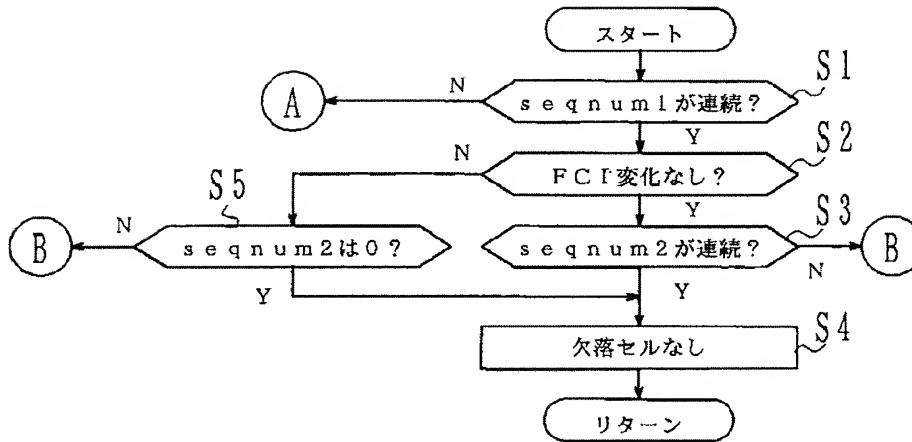 スタート
S1
N
A
seqnum1が連続？
Y
S2
N
FCI変化なし？
S5
Y
S3
N
B
seqnum2は0？
seqnum2が連続？
B
N
Y
Y
S4
欠落セルなし
リターン